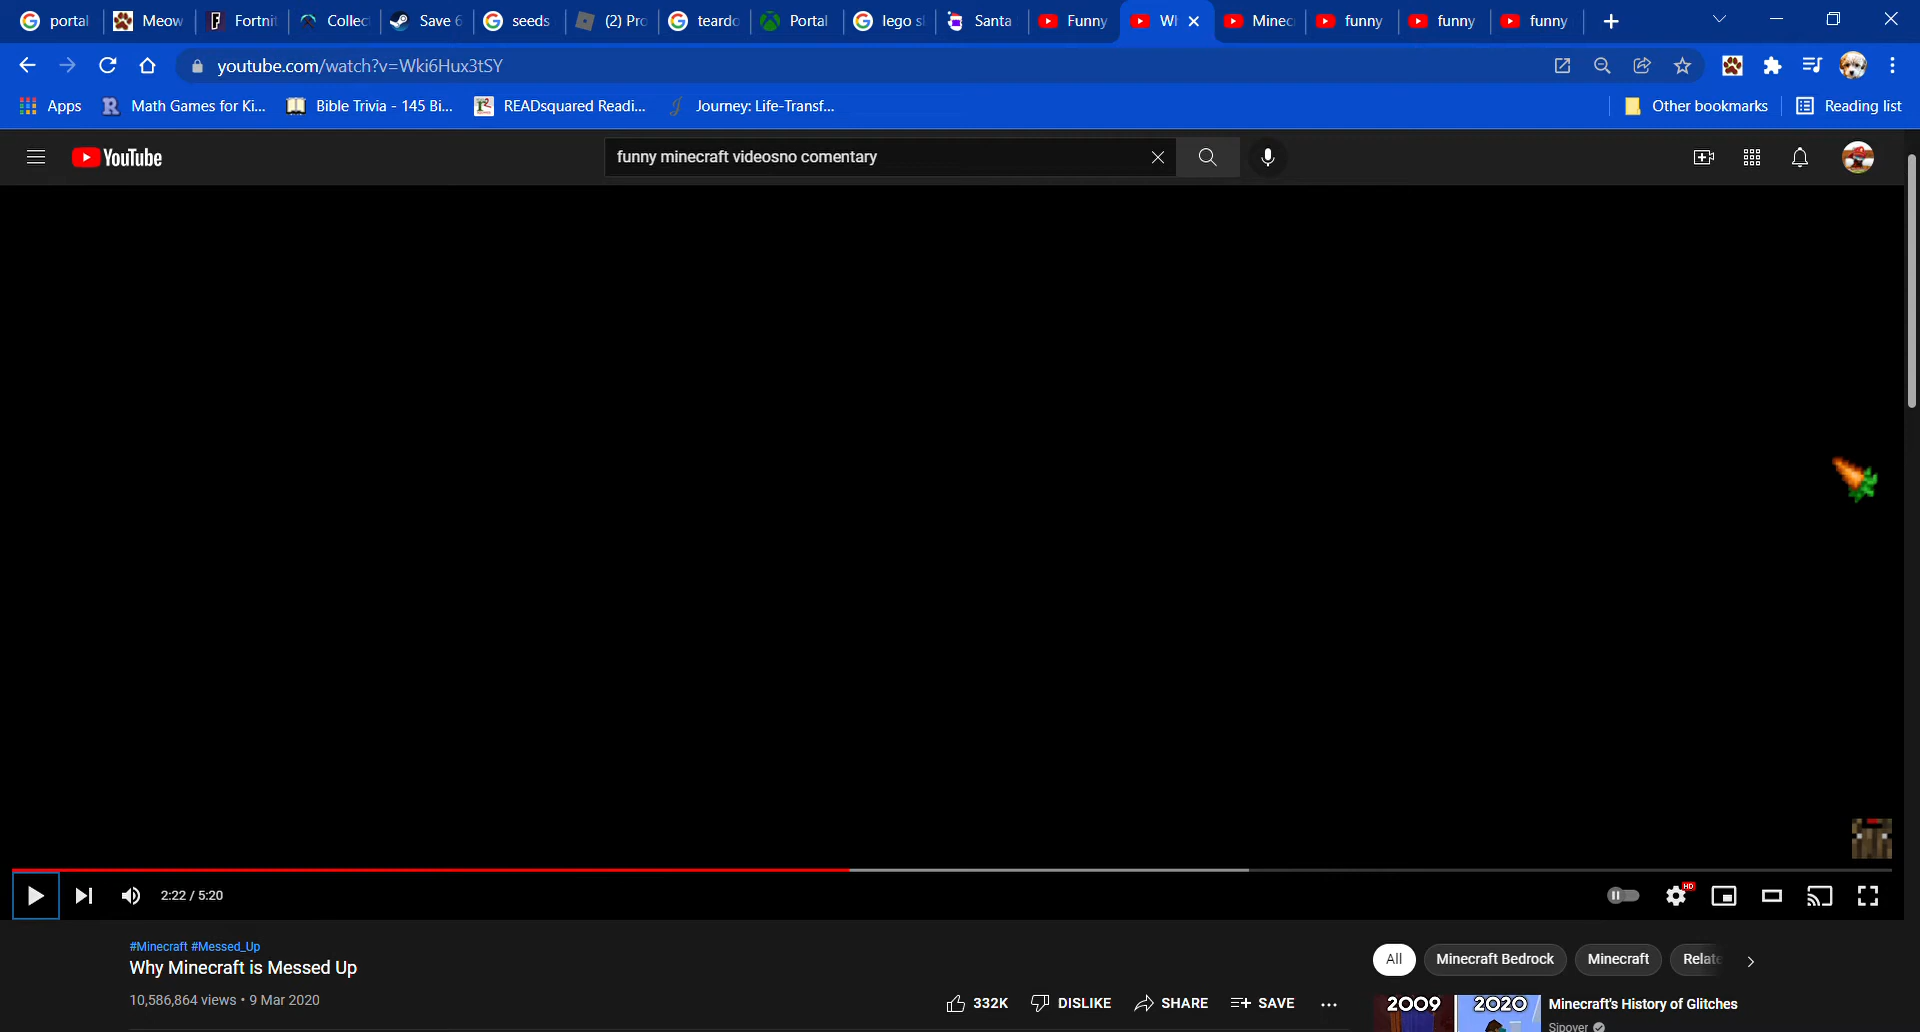 portal
Meow
Fortnit
Collect
Save 6
seeds
(2) Pro
teardo
Portal
lego s
Santa
Funny
Wh
Minec
funny
funny
funny
youtube.com/watch?v=Wki6Hux3tSY
Apps
Math Games for Ki...
Bible Trivia - 145 Bi...
READsquared Readi...
Journey: Life-Transf...
Other bookmarks
Reading list
YouTube
funny minecraft videosno comentary
2:22 / 5:20
HD
#Minecraft #Messed_Up
Why Minecraft is Messed Up
10,586,864 views • 9 Mar 2020
332K
DISLIKE
SHARE
SAVE
All
Minecraft Bedrock
Minecraft
Relate
2009
2020
Minecraft's History of Glitches
Sipover